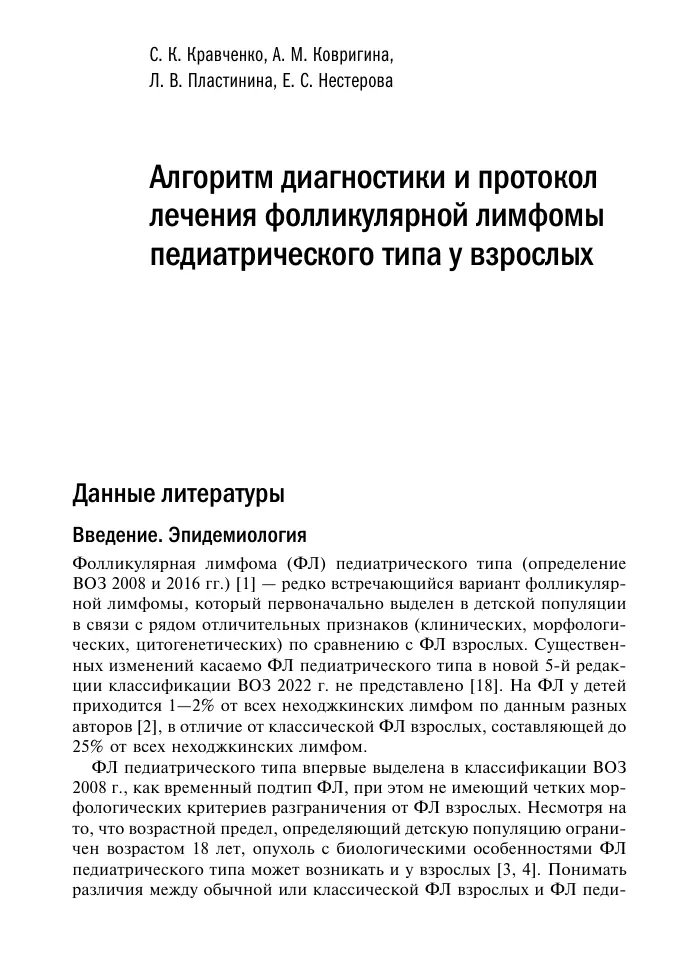 С. К. Кравченко, А. М. Ковригина,
Л. В. Пластинина, Е. С. Нестерова
Алгоритм диагностики и протокол
лечения фолликулярной лимфомы
педиатрического типа у взрослых
Данные литературы
Введение. Эпидемиология
Фолликулярная лимфома (ФЛ) педиатрического типа (определение
ВОЗ 2008 и 2016 гг.) [1] — редко встречающийся вариант фолликуляр-
ной лимфомы, который первоначально выделен в детской популяции
в связи с рядом отличительных признаков (клинических, морфологи-
ческих, цитогенетических) по сравнению с ФЛ взрослых. Существен-
ных изменений касаемо ФЛ педиатрического типа в новой 5-й редак-
ции классификации ВОЗ 2022 г. не представлено [18]. На ФЛ у детей
приходится 1—2% от всех неходжкинских лимфом по данным разных
авторов [2], в отличие от классической ФЛ взрослых, составляющей до
25% от всех неходжкинских лимфом.
ФЛ педиатрического типа впервые выделена в классификации ВОЗ
2008 г., как временный подтип ФЛ, при этом не имеющий четких мор-
фологических критериев разграничения от ФЛ взрослых. Несмотря на
то, что возрастной предел, определяющий детскую популяцию ограни-
чен возрастом 18 лет, опухоль с биологическими особенностями ФЛ
педиатрического типа может возникать и у взрослых [3, 4]. Понимать
различия между обычной или классической ФЛ взрослых и ФЛ педи-